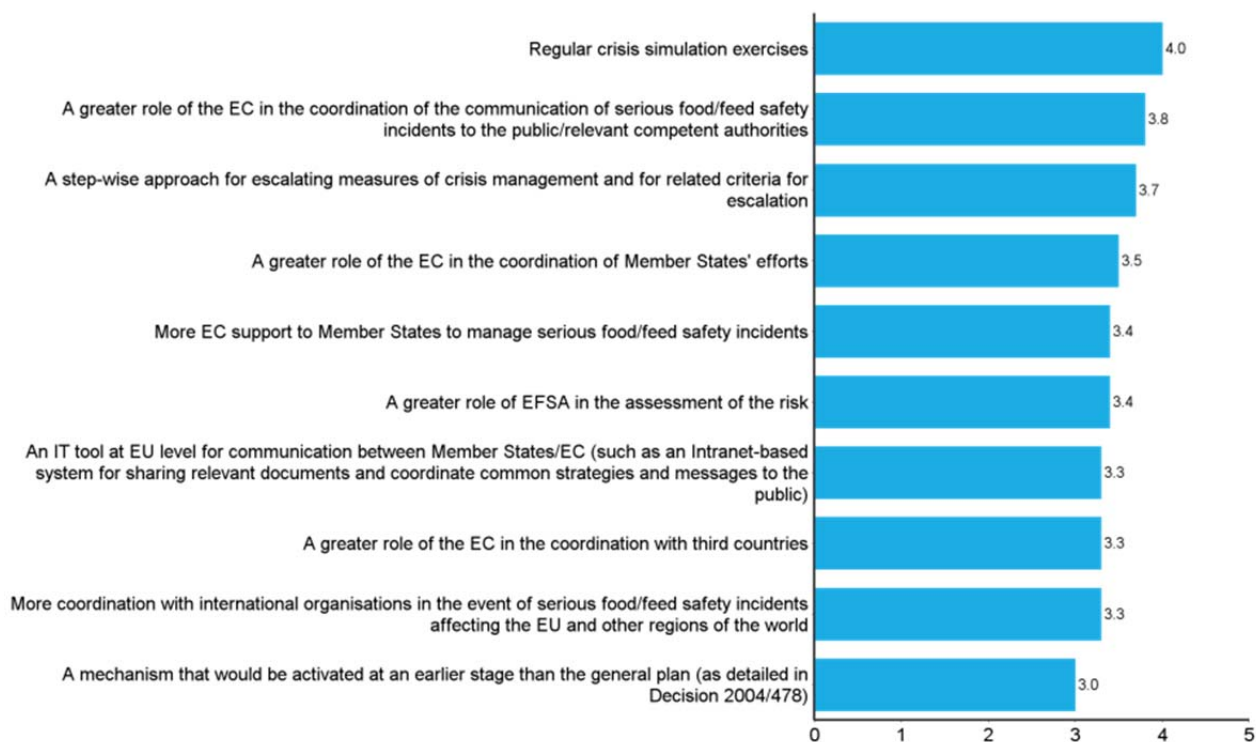 Regular crisis simulation exercises
4.0
A greater role of the EC in the coordination of the communication of serious food/feed safety
incidents to the public/relevant competent authorities
3.8
A step-wise approach for escalating measures of crisis management and for related criteria for
escalation
3.7
A greater role of the EC in the coordination of Member States' efforts
3.5
More EC support to Member States to manage serious food/feed safety incidents
3.4
A greater role of EFSA in the assessment of the risk
3.4
An IT tool at EU level for communication between Member States/EC (such as an Intranet-based
system for sharing relevant documents and coordinate common strategies and messages to the
public)
3.3
A greater role of the EC in the coordination with third countries
3.3
More coordination with international organisations in the event of serious food/feed safety incidents
affecting the EU and other regions of the world
3.3
A mechanism that would be activated at an earlier stage than the general plan (as detailed in
Decision 2004/478)
3.0
0 1 2 3 4 5